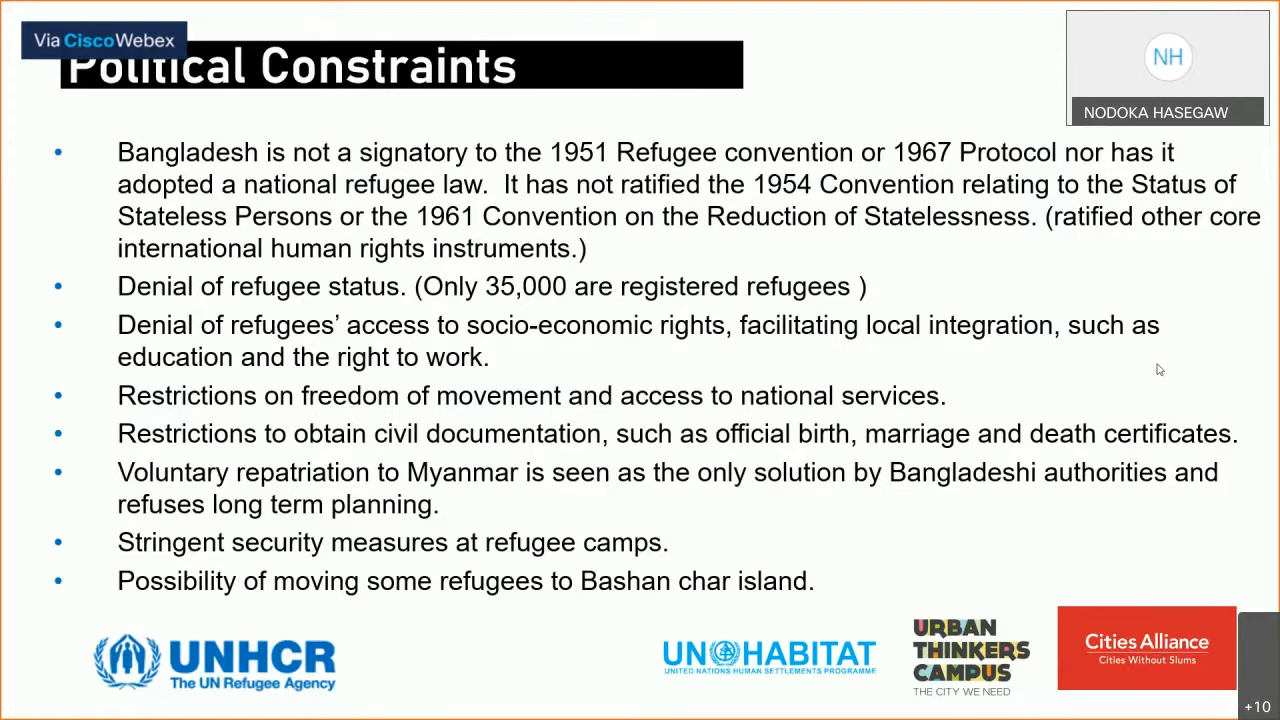 Via CiscoWebex
Political Constraints
NH
NODOKA HASEGAW
• Bangladesh is not a signatory to the 1951 Refugee convention or 1967 Protocol nor has it
adopted a national refugee law.  It has not ratified the 1954 Convention relating to the Status of
Stateless Persons or the 1961 Convention on the Reduction of Statelessness. (ratified other core
international human rights instruments.)
• Denial of refugee status. (Only 35,000 are registered refugees )
• Denial of refugees’ access to socio-economic rights, facilitating local integration, such as
education and the right to work.
• Restrictions on freedom of movement and access to national services.
• Restrictions to obtain civil documentation, such as official birth, marriage and death certificates.
• Voluntary repatriation to Myanmar is seen as the only solution by Bangladeshi authorities and
refuses long term planning.
• Stringent security measures at refugee camps.
• Possibility of moving some refugees to Bashan char island.
UNHCR
The UN Refugee Agency
UN HABITAT
UNITED NATIONS HUMAN SETTLEMENTS PROGRAMME
URBAN
THINKERS
CAMPUS
THE CITY WE NEED
Cities Alliance
Cities Without Slums
+10